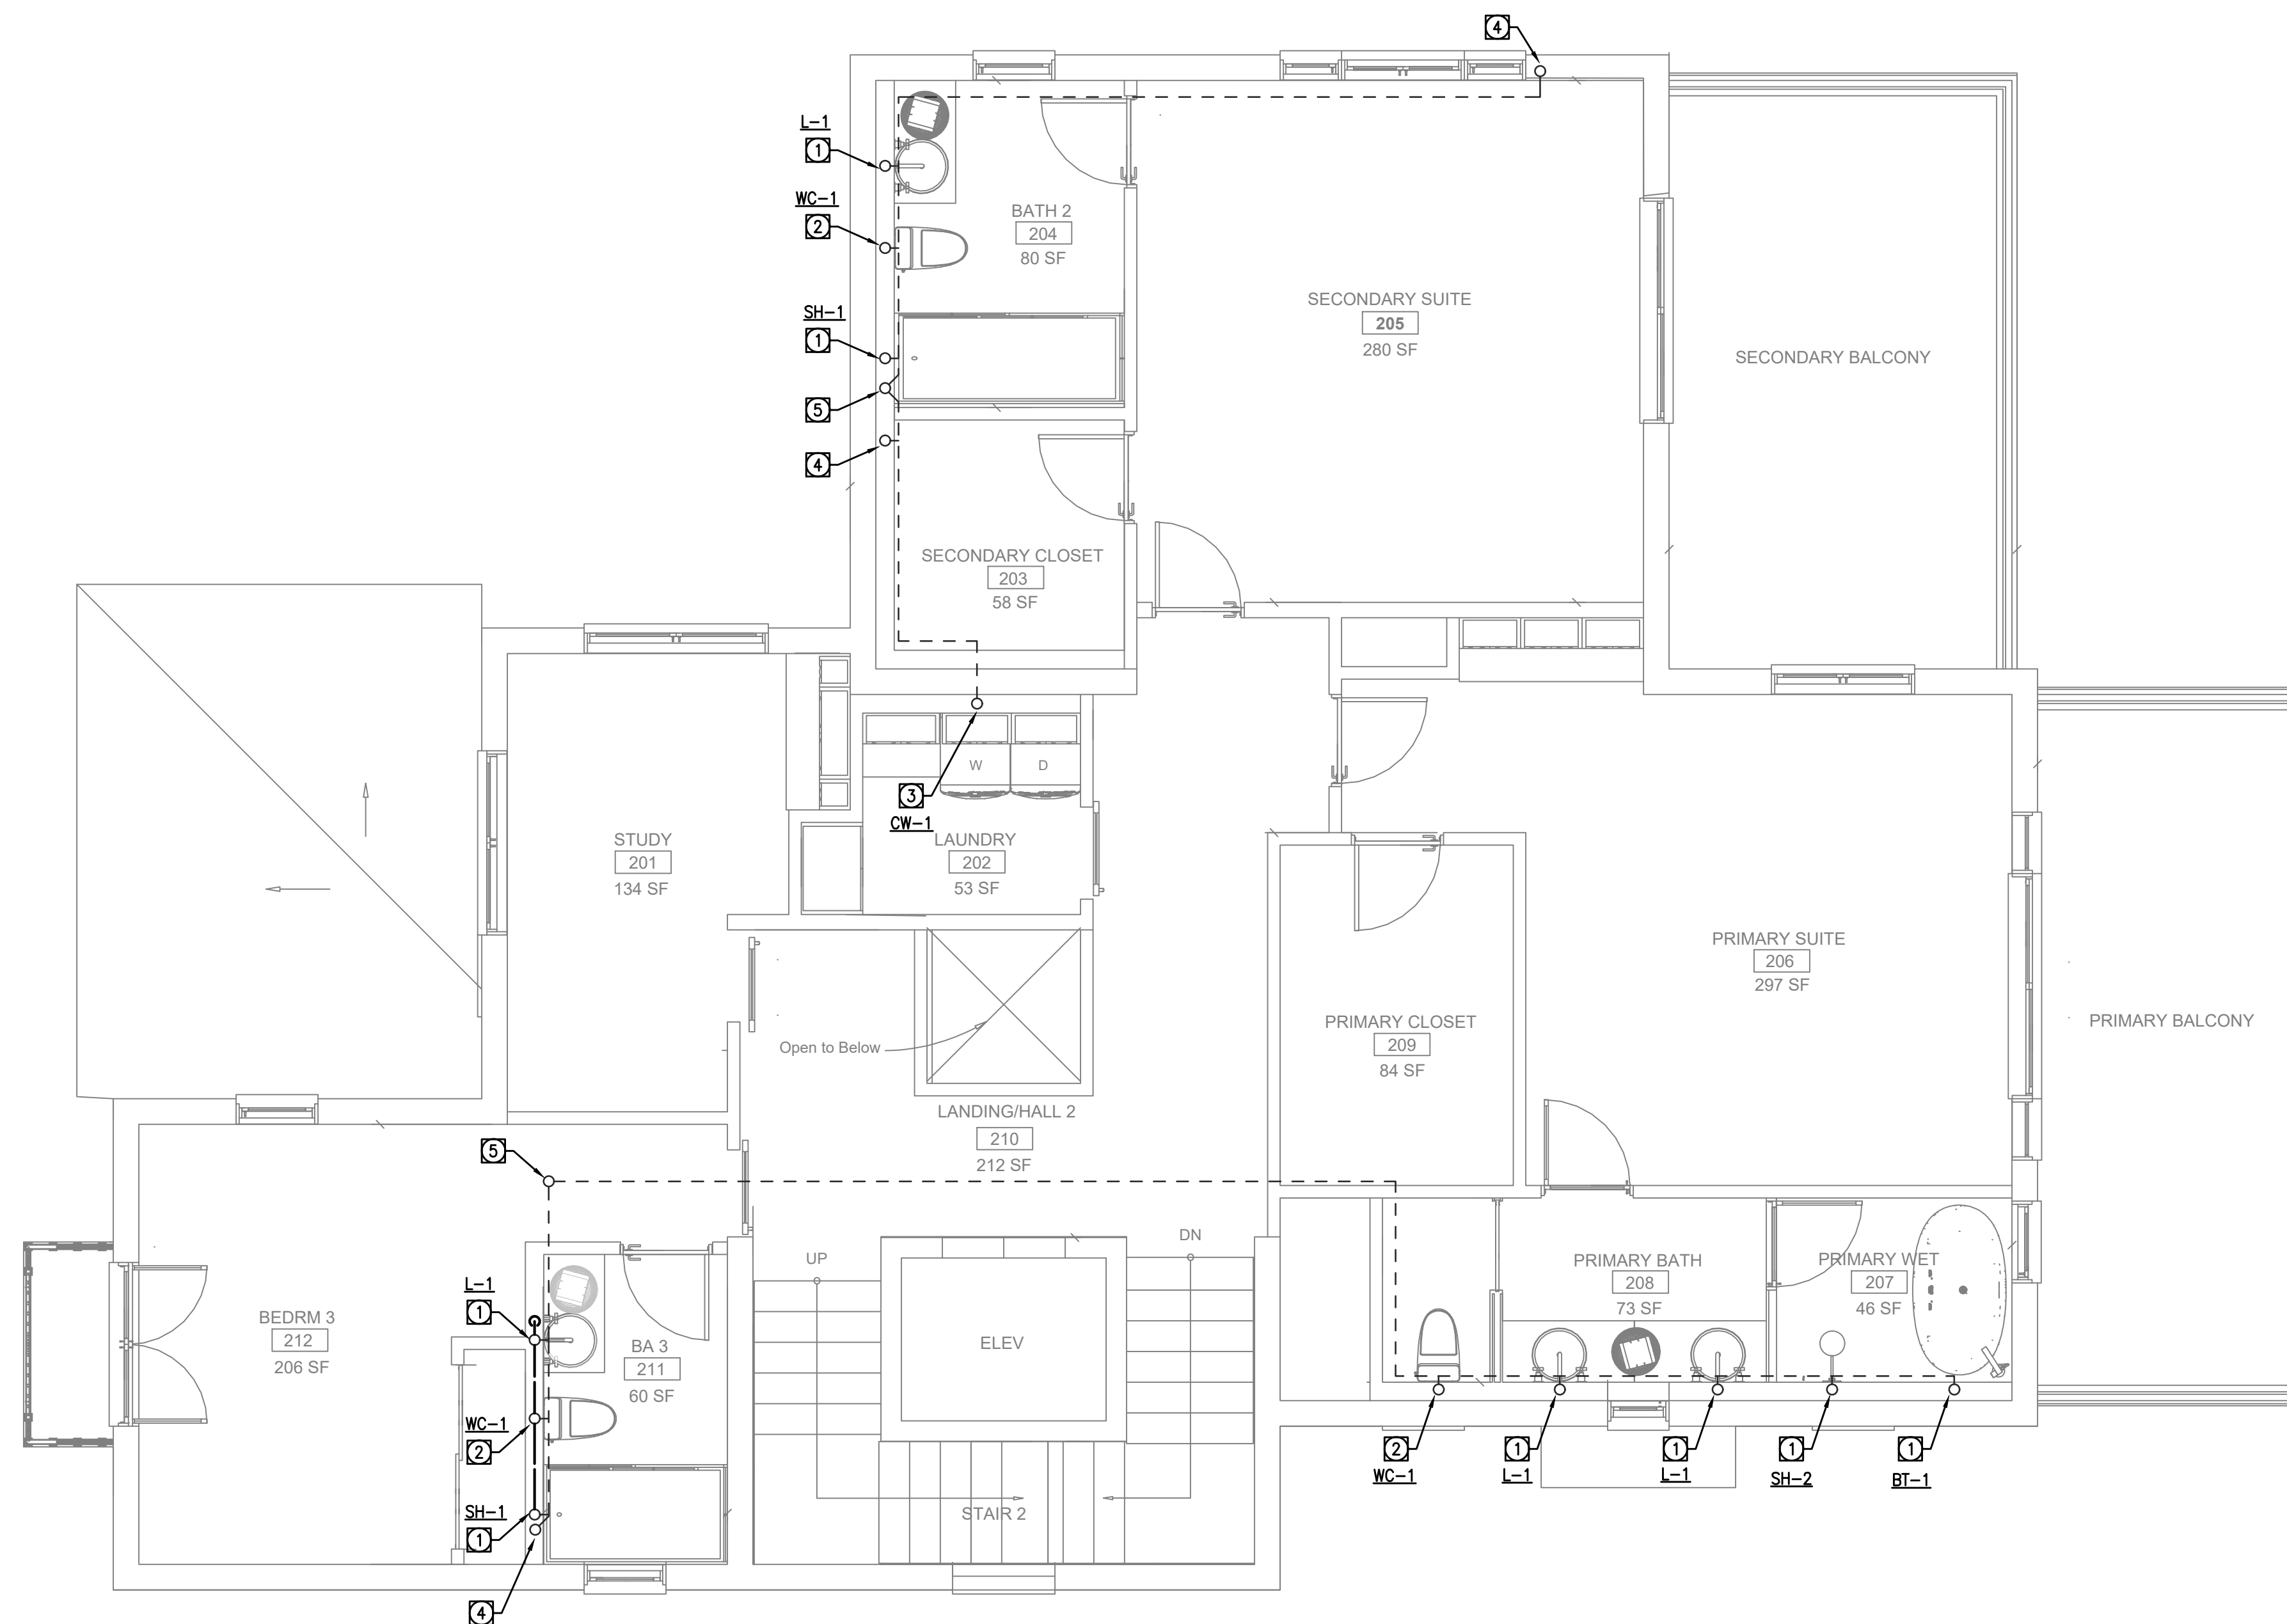 4
L-1
1
WC-1
2
BATH 2
204
80 SF
SH-1
1
5
4
SECONDARY SUITE
205
280 SF
SECONDARY BALCONY
SECONDARY CLOSET
203
58 SF
W
D
3
CW-1
LAUNDRY
202
53 SF
STUDY
201
134 SF
Open to Below
PRIMARY SUITE
206
297 SF
PRIMARY CLOSET
209
84 SF
PRIMARY BALCONY
LANDING/HALL 2
210
212 SF
5
UP
DN
ELEV
STAIR 2
L-1
1
BEDRM 3
212
206 SF
BA 3
211
60 SF
WC-1
2
SH-1
1
4
PRIMARY BATH
208
73 SF
PRIMARY WET
207
46 SF
2
WC-1
1
L-1
1
L-1
1
SH-2
1
BT-1